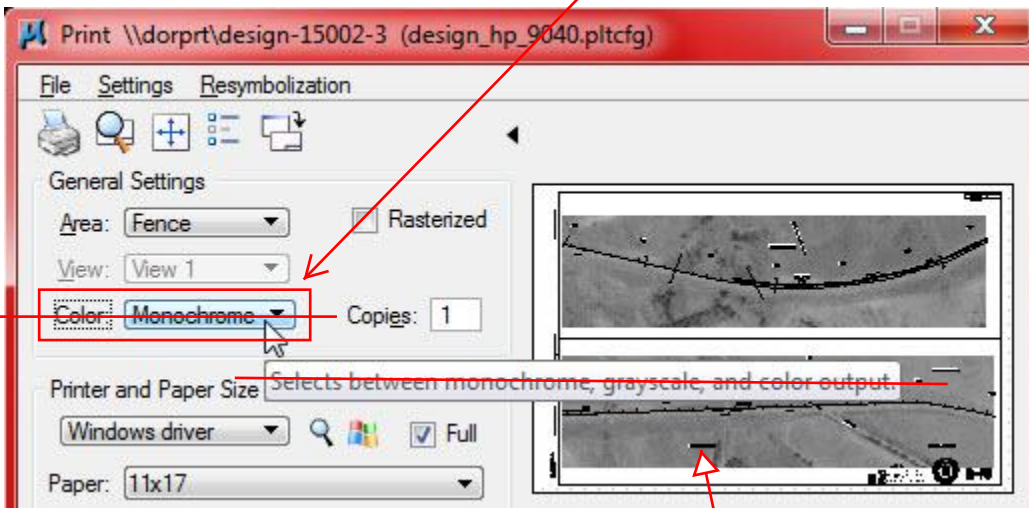 Print \\dorprt\design-15002-3 (design_hp_9040.pltcfg)
File Settings Resymbolization
General Settings
Area: Fence Rasterized
View: View 1
Color: Monochrome Copies: 1
Selects between monochrome, grayscale, and color output.
Printer and Paper Size
Windows driver Full
Paper: 11x17